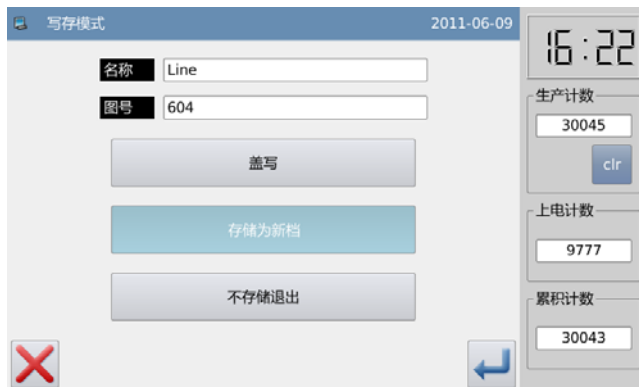 写存模式 2011-06-09
16:22
名称 Line
图号 604
盖写
存储为新档
不存储退出
生产计数
30045
clr
上电计数
9777
累积计数
30043